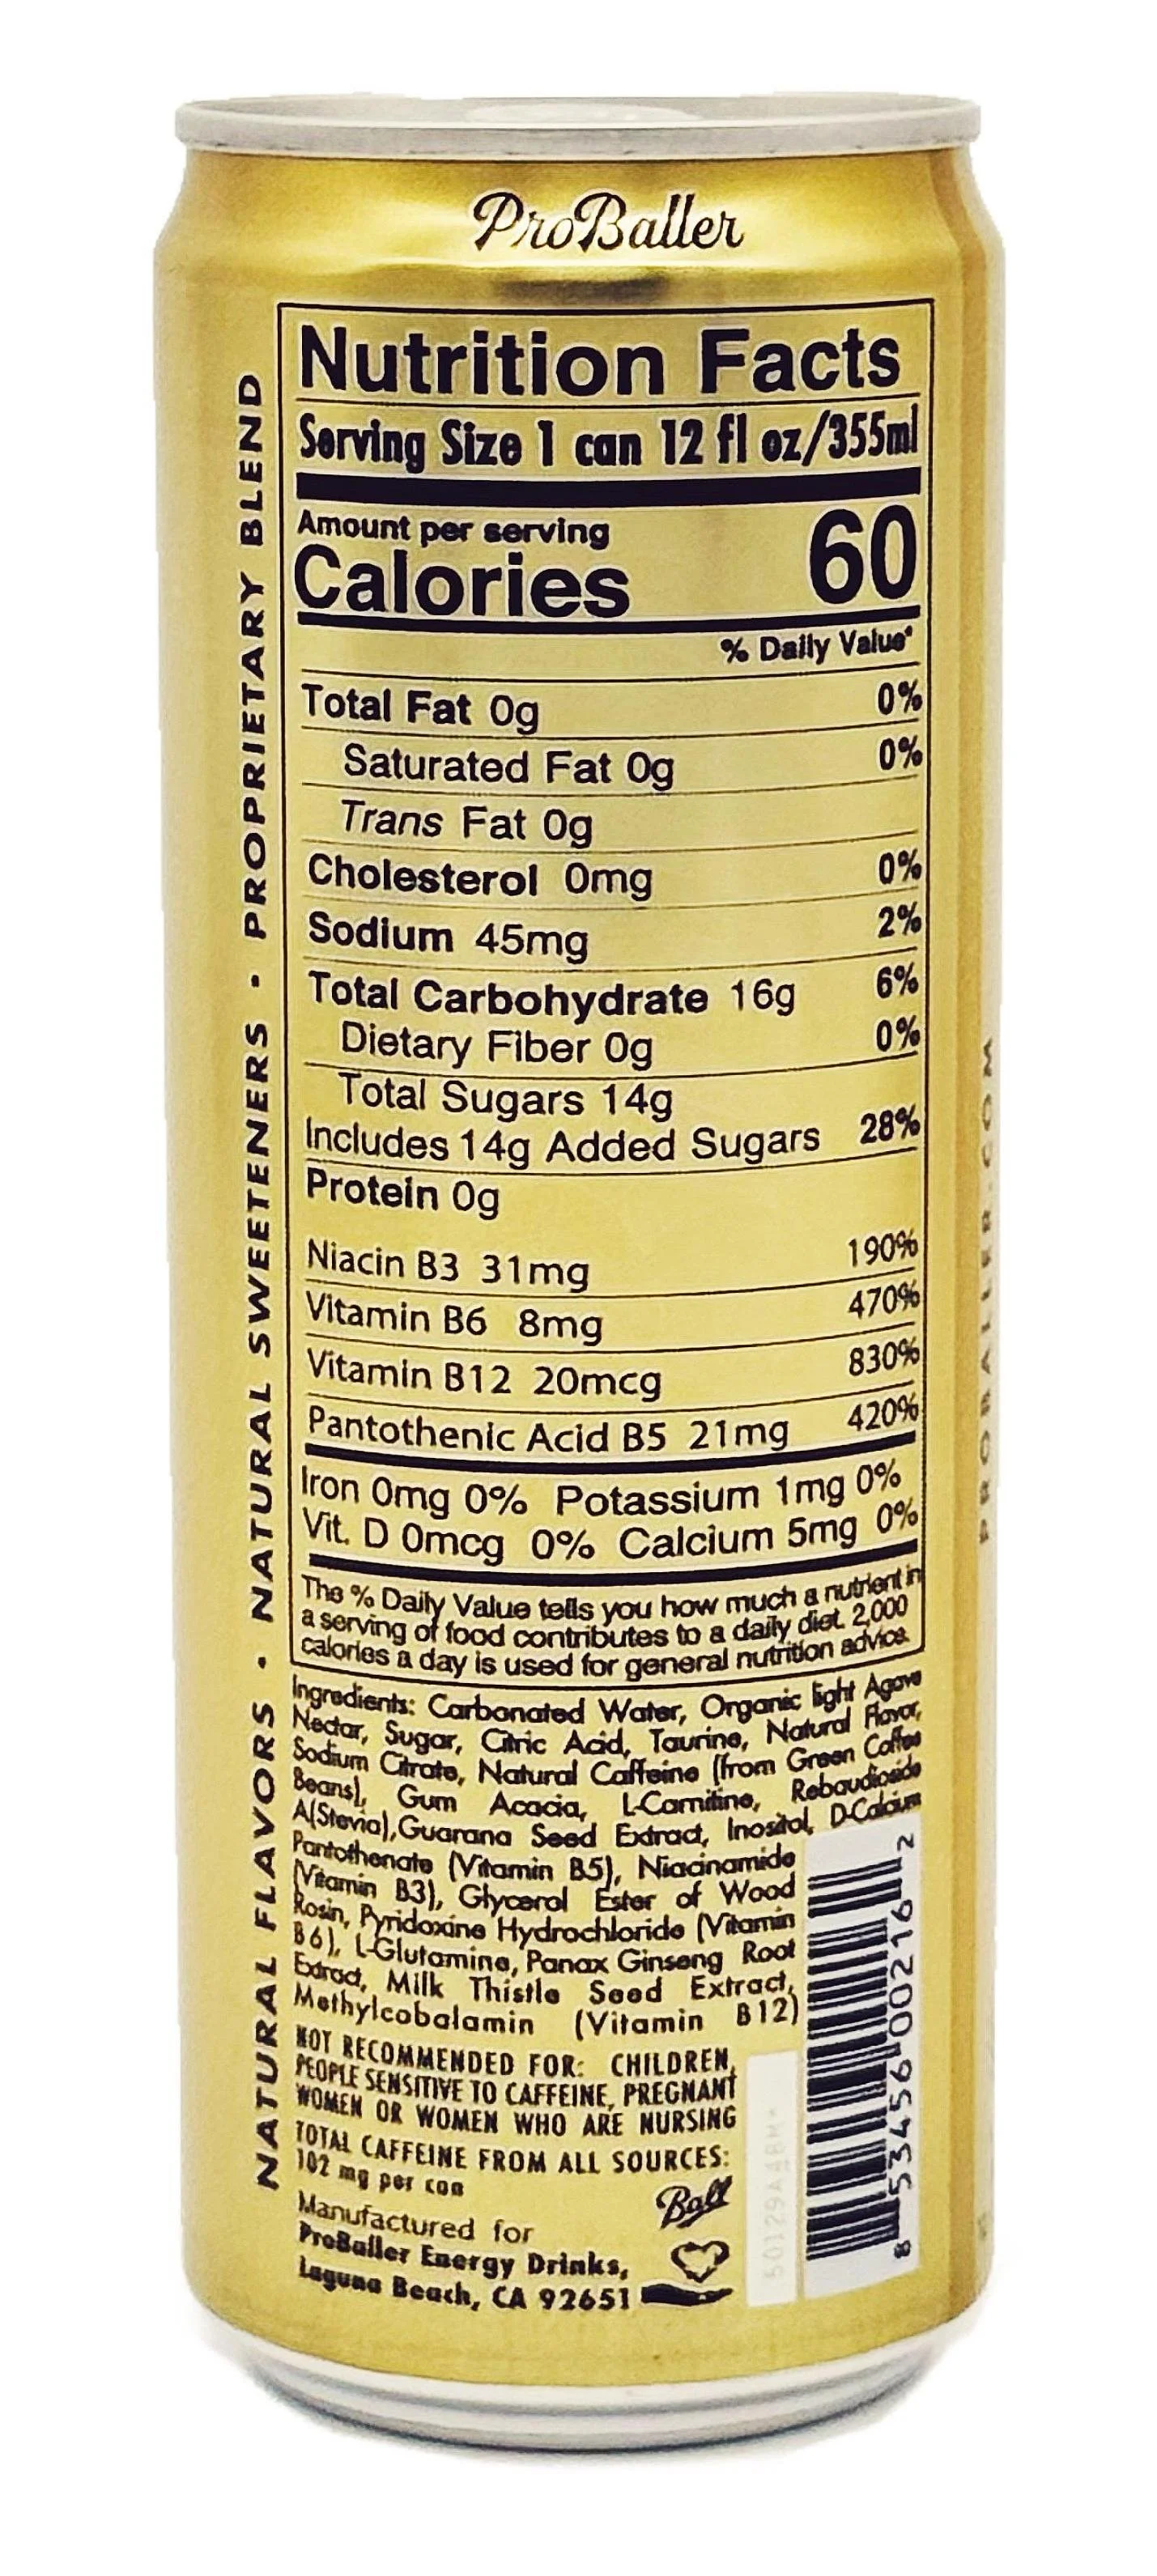 ProBaller
Nutrition Facts
Serving Size 1 can 12 fl oz/355ml
Amount per serving
Calories 60
% Daily Value*
Total Fat 0g 0%
Saturated Fat 0g 0%
Trans Fat 0g
Cholesterol 0mg 0%
Sodium 45mg 2%
Total Carbohydrate 16g 6%
Dietary Fiber 0g 0%
Total Sugars 14g
Includes 14g Added Sugars 28%
Protein 0g
Niacin B3 31mg 190%
Vitamin B6 8mg 470%
Vitamin B12 20mcg 830%
Pantothenic Acid B5 21mg 420%
Iron 0mg 0% Potassium 1mg 0%
Vit. D 0mcg 0% Calcium 5mg 0%
The % Daily Value tells you how much a nutrient in
a serving of food contributes to a daily diet. 2,000
calories a day is used for general nutrition advice.
Ingredients: Carbonated Water, Organic light Agave
Nectar, Sugar, Citric Acid, Taurine, Natural Flavor,
Sodium Citrate, Natural Caffeine (from Green Coffee
Beans), Gum Acacia, L-Carnitine, Rebaudioside
A(Stevia),Guarana Seed Extract, Inositol, D-Calcium
Pantothenate (Vitamin B5), Niacinamide
(Vitamin B3), Glycerol Ester of Wood
Rosin, Pyridoxine Hydrochloride (Vitamin
B6), L-Glutamine, Panax Ginseng Root
Extract, Milk Thistle Seed Extract,
Methylcobalamin (Vitamin B12)
NOT RECOMMENDED FOR: CHILDREN,
PEOPLE SENSITIVE TO CAFFEINE, PREGNANT
WOMEN OR WOMEN WHO ARE NURSING
TOTAL CAFFEINE FROM ALL SOURCES:
102 mg per can
Manufactured for
ProBaller Energy Drinks,
Laguna Beach, CA 92651
Ball
8 53456 00216 2
NATURAL FLAVORS · NATURAL SWEETENERS · PROPRIETARY BLEND
PROBALLER.COM